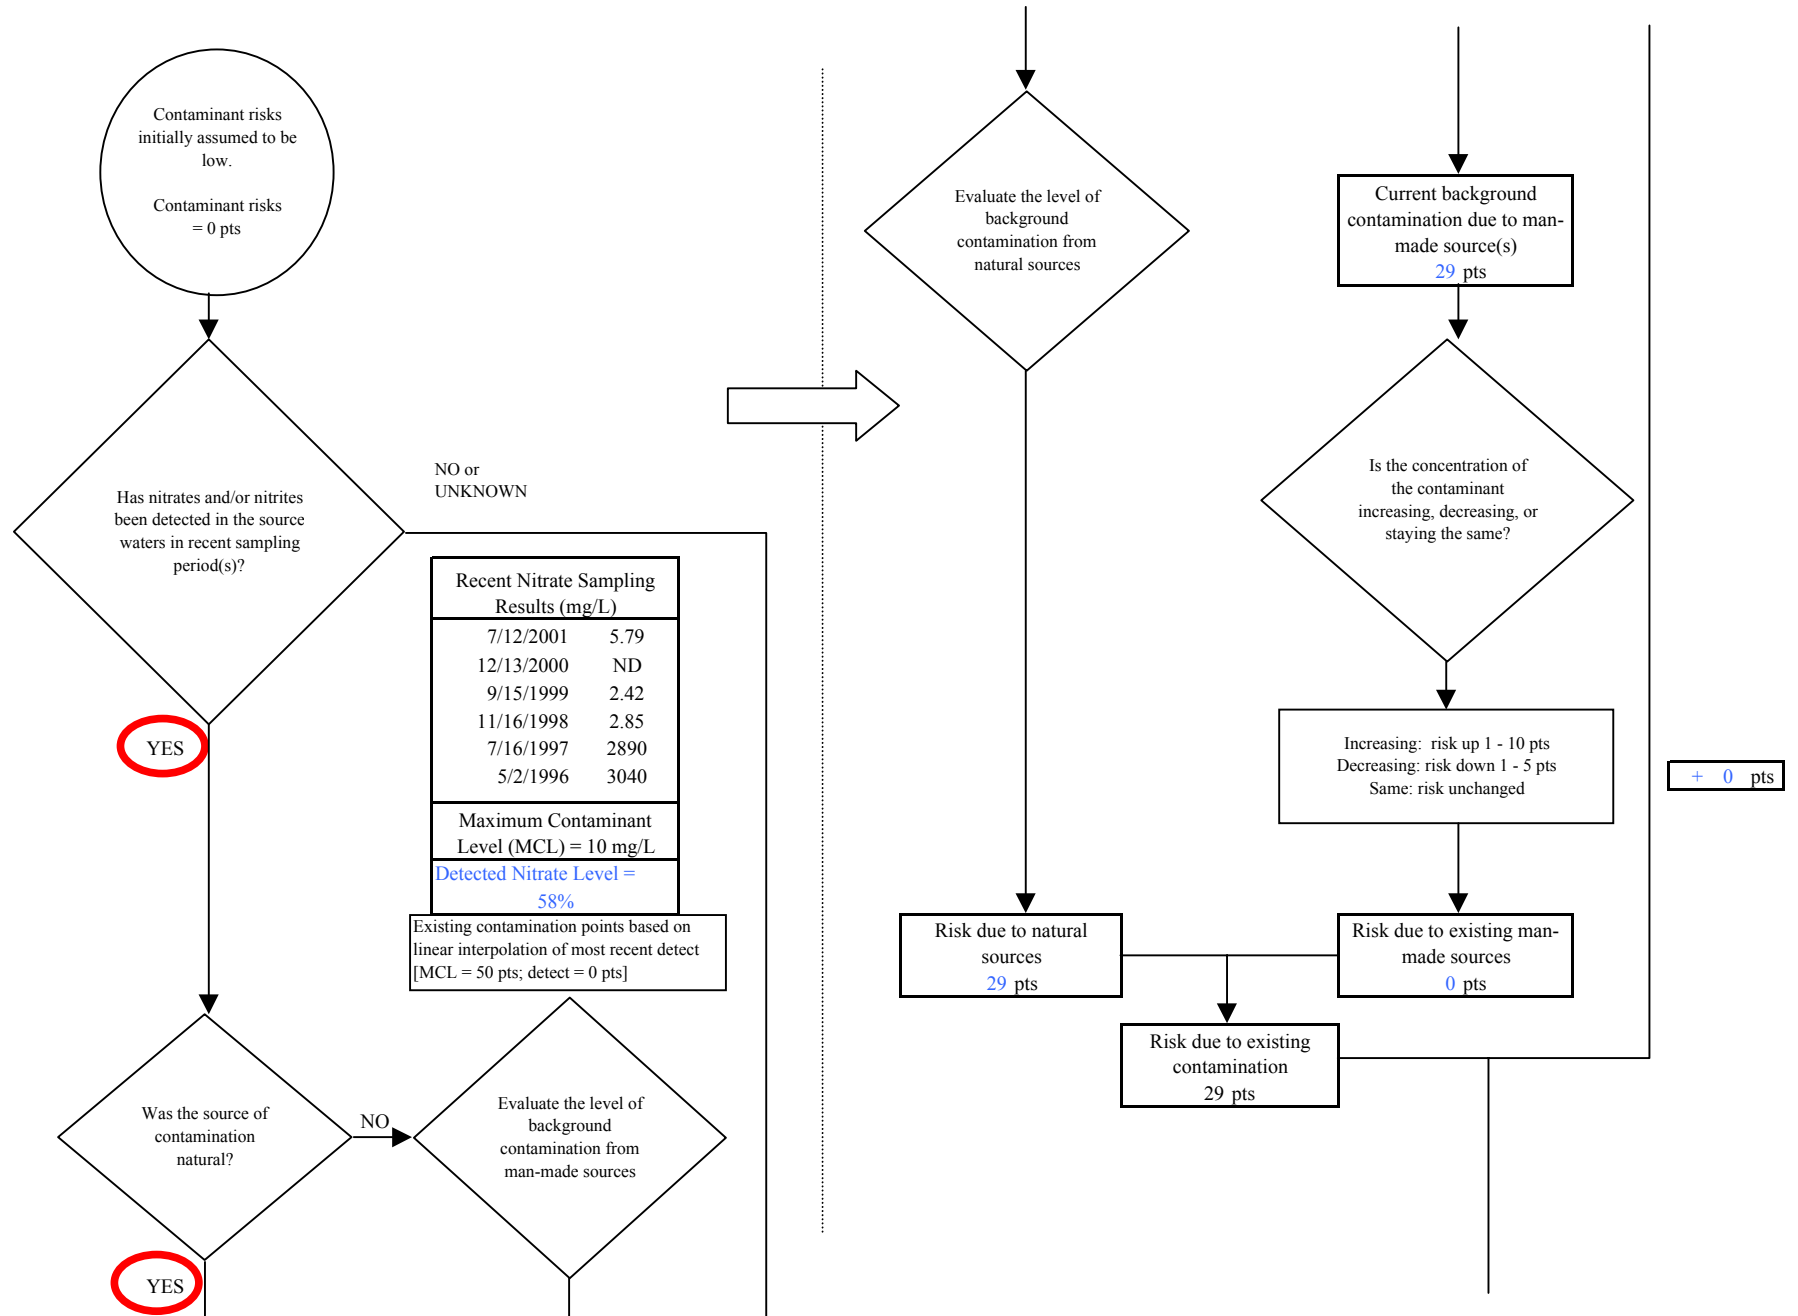 Contaminant risks
initially assumed to be
low.
Contaminant risks
= 0 pts
Has nitrates and/or nitrites
been detected in the source
waters in recent sampling
period(s)?
NO or
UNKNOWN
YES
Recent Nitrate Sampling
Results (mg/L)
7/12/2001 5.79
12/13/2000 ND
9/15/1999 2.42
11/16/1998 2.85
7/16/1997 2890
5/2/1996 3040
Maximum Contaminant
Level (MCL) = 10 mg/L
Detected Nitrate Level =
58%
Existing contamination points based on
linear interpolation of most recent detect
[MCL = 50 pts; detect = 0 pts]
Was the source of
contamination
natural?
NO
YES
Evaluate the level of
background
contamination from
man-made sources
Evaluate the level of
background
contamination from
natural sources
Current background
contamination due to man-
made source(s)
29 pts
Is the concentration of
the contaminant
increasing, decreasing, or
staying the same?
Increasing: risk up 1 - 10 pts
Decreasing: risk down 1 - 5 pts
Same: risk unchanged
+ 0 pts
Risk due to natural
sources
29 pts
Risk due to existing man-
made sources
0 pts
Risk due to existing
contamination
29 pts